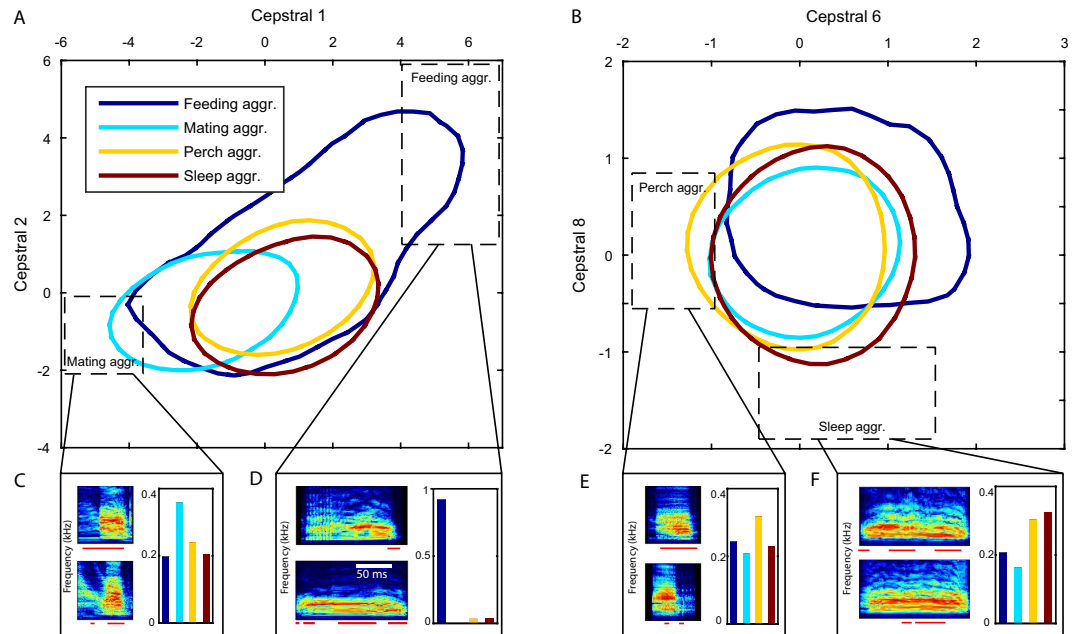 A
Cepstral 1
-6 -4 -2 0 2 4 6
6
4
2
0
-2
-4
Cepstral 2
Feeding aggr.
Mating aggr.
Perch aggr.
Sleep aggr.
Feeding aggr.
Mating aggr.
B
Cepstral 6
-2 -1 0 1 2 3
2
1
0
-1
-2
Cepstral 8
Perch aggr.
Sleep aggr.
C
Frequency (kHz)
0.4
0.2
0
D
Frequency (kHz)
50 ms
1
0.5
0
E
Frequency (kHz)
0.4
0.2
0
F
Frequency (kHz)
0.4
0.2
0